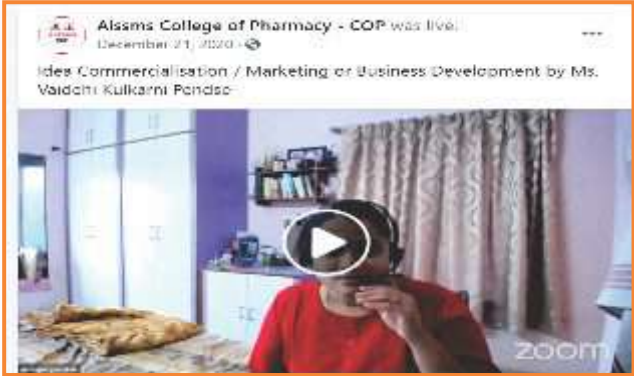 Aissms College of Pharmacy - COP was live.
December 21, 2020 ·
Idea Commercialisation / Marketing or Business Development by Ms.
Vaidehi Kulkarni Pendse
zoom